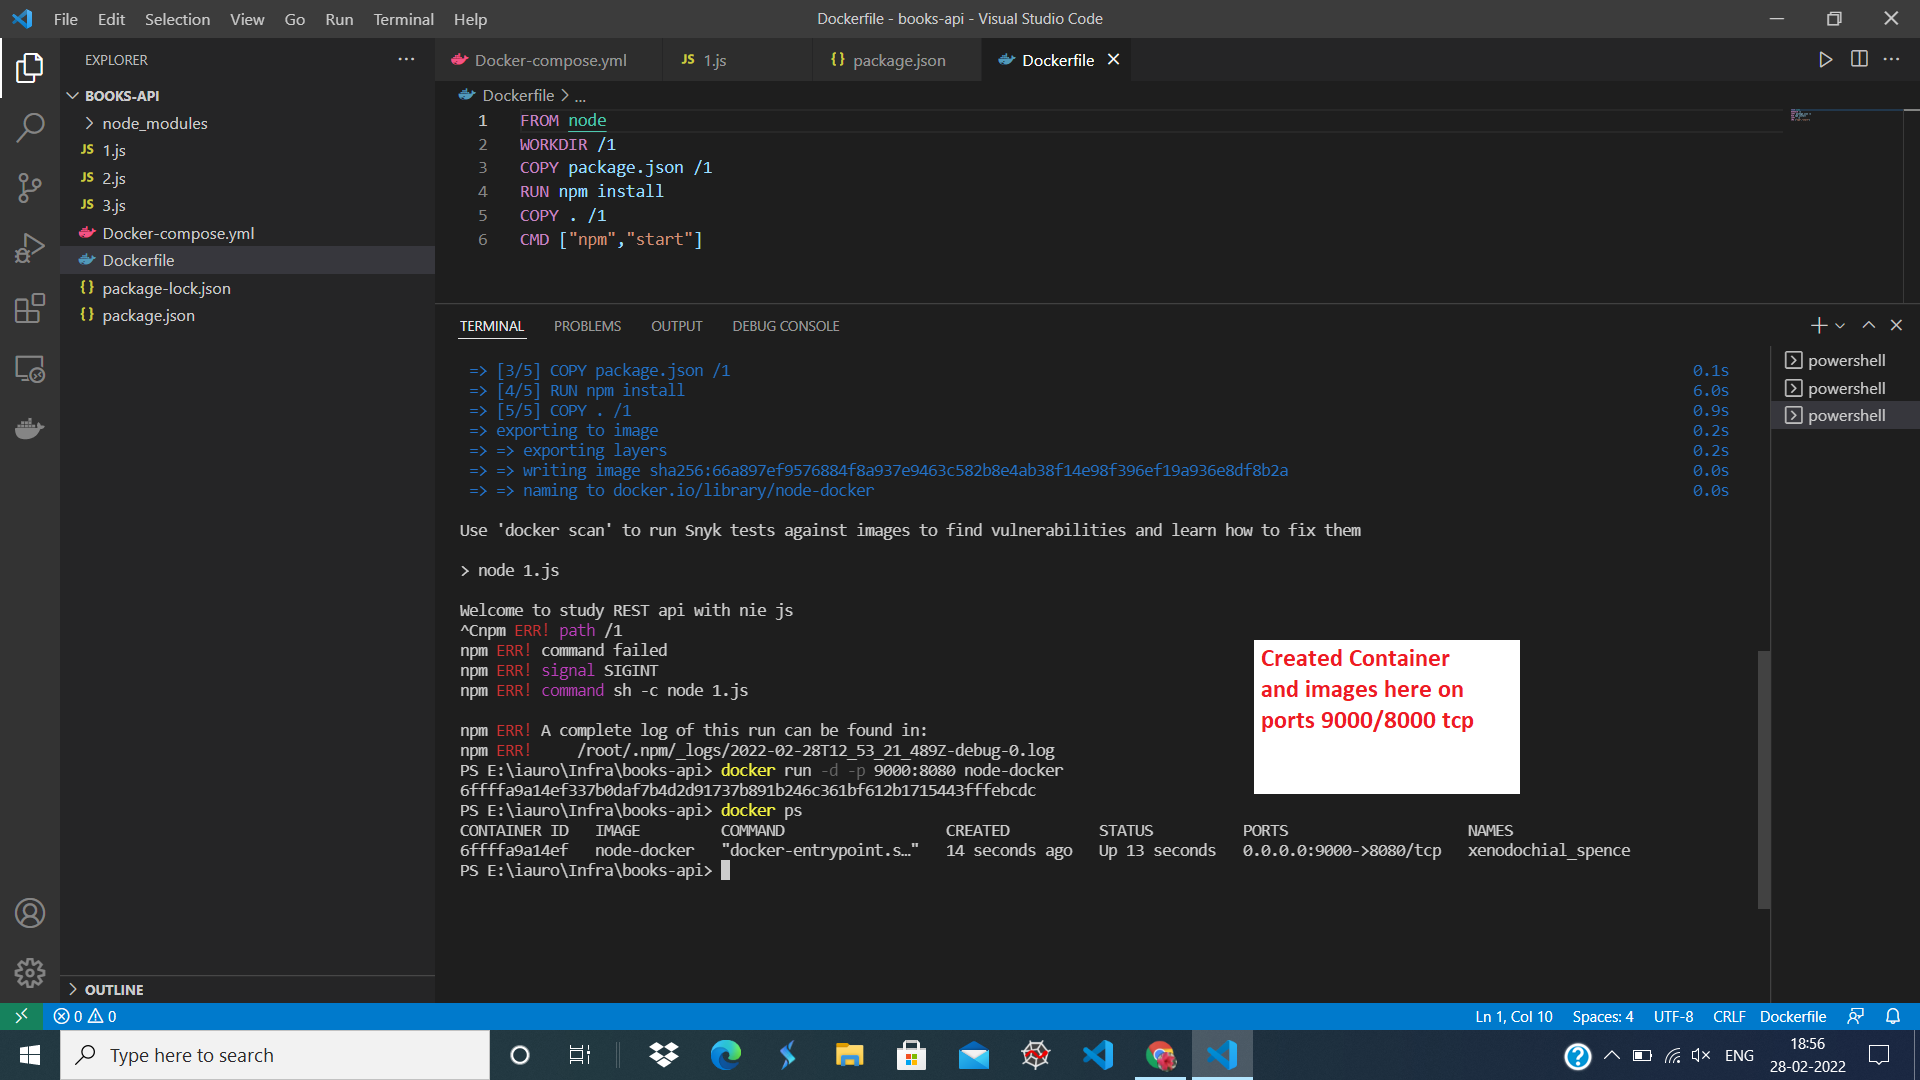 File Edit Selection View Go Run Terminal Help
Dockerfile - books-api - Visual Studio Code
EXPLORER
BOOKS-API
node_modules
JS 1.js
JS 2.js
JS 3.js
Docker-compose.yml
Dockerfile
{} package-lock.json
{} package.json
OUTLINE
Docker-compose.yml
JS 1.js
{} package.json
Dockerfile
Dockerfile > ...
1 FROM node
2 WORKDIR /1
3 COPY package.json /1
4 RUN npm install
5 COPY . /1
6 CMD ["npm","start"]
TERMINAL PROBLEMS OUTPUT DEBUG CONSOLE
powershell
powershell
powershell
=> [3/5] COPY package.json /1 0.1s
=> [4/5] RUN npm install 6.0s
=> [5/5] COPY . /1 0.9s
=> exporting to image 0.2s
=> => exporting layers 0.2s
=> => writing image sha256:66a897ef9576884f8a937e9463c582b8e4ab38f14e98f396ef19a936e8df8b2a 0.0s
=> => naming to docker.io/library/node-docker 0.0s
Use 'docker scan' to run Snyk tests against images to find vulnerabilities and learn how to fix them
> node 1.js
Welcome to study REST api with nie js
^Cnpm ERR! path /1
npm ERR! command failed
npm ERR! signal SIGINT
npm ERR! command sh -c node 1.js
npm ERR! A complete log of this run can be found in:
npm ERR! /root/.npm/_logs/2022-02-28T12_53_21_489Z-debug-0.log
PS E:\iauro\Infra\books-api> docker run -d -p 9000:8080 node-docker
6ffffa9a14ef337b0daf7b4d2d91737b891b246c361bf612b1715443fffebcdc
PS E:\iauro\Infra\books-api> docker ps
CONTAINER ID IMAGE COMMAND CREATED STATUS PORTS NAMES
6ffffa9a14ef node-docker "docker-entrypoint.s…" 14 seconds ago Up 13 seconds 0.0.0.0:9000->8080/tcp xenodochial_spence
PS E:\iauro\Infra\books-api>
Created Container
and images here on
ports 9000/8000 tcp
0 0
Ln 1, Col 10 Spaces: 4 UTF-8 CRLF Dockerfile
Type here to search
ENG
18:56
28-02-2022